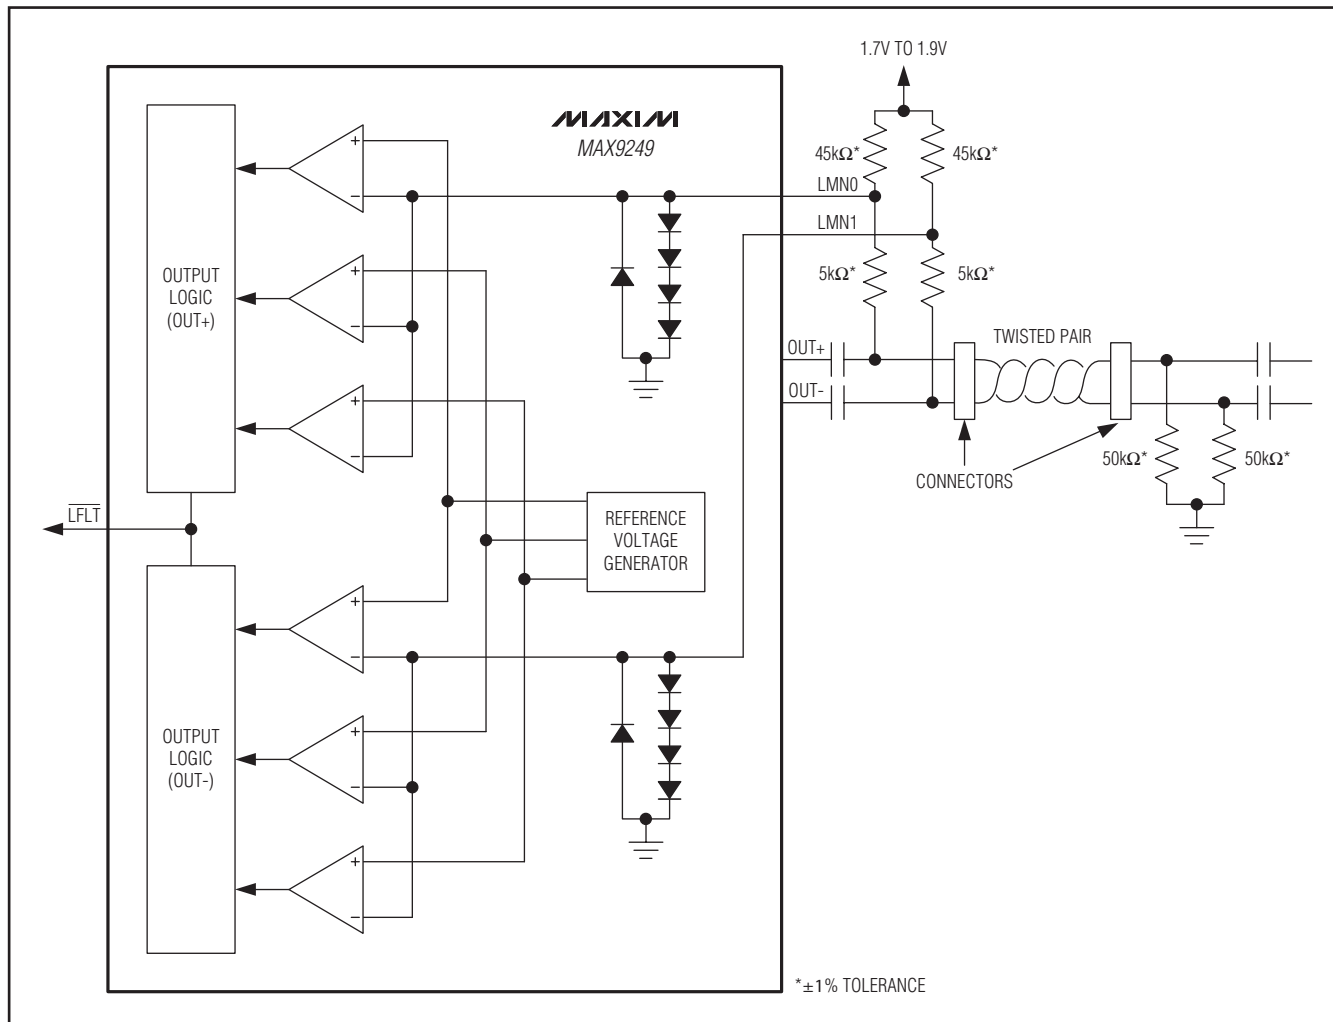 1.7V TO 1.9V
MAXIM
MAX9249
45kΩ*
45kΩ*
LMN0
LMN1
5kΩ*
5kΩ*
OUTPUT
LOGIC
(OUT+)
+
−
+
−
+
−
OUT+
OUT-
TWISTED PAIR
CONNECTORS
50kΩ*
50kΩ*
LFLT
REFERENCE
VOLTAGE
GENERATOR
OUTPUT
LOGIC
(OUT-)
+
−
+
−
+
−
*±1% TOLERANCE